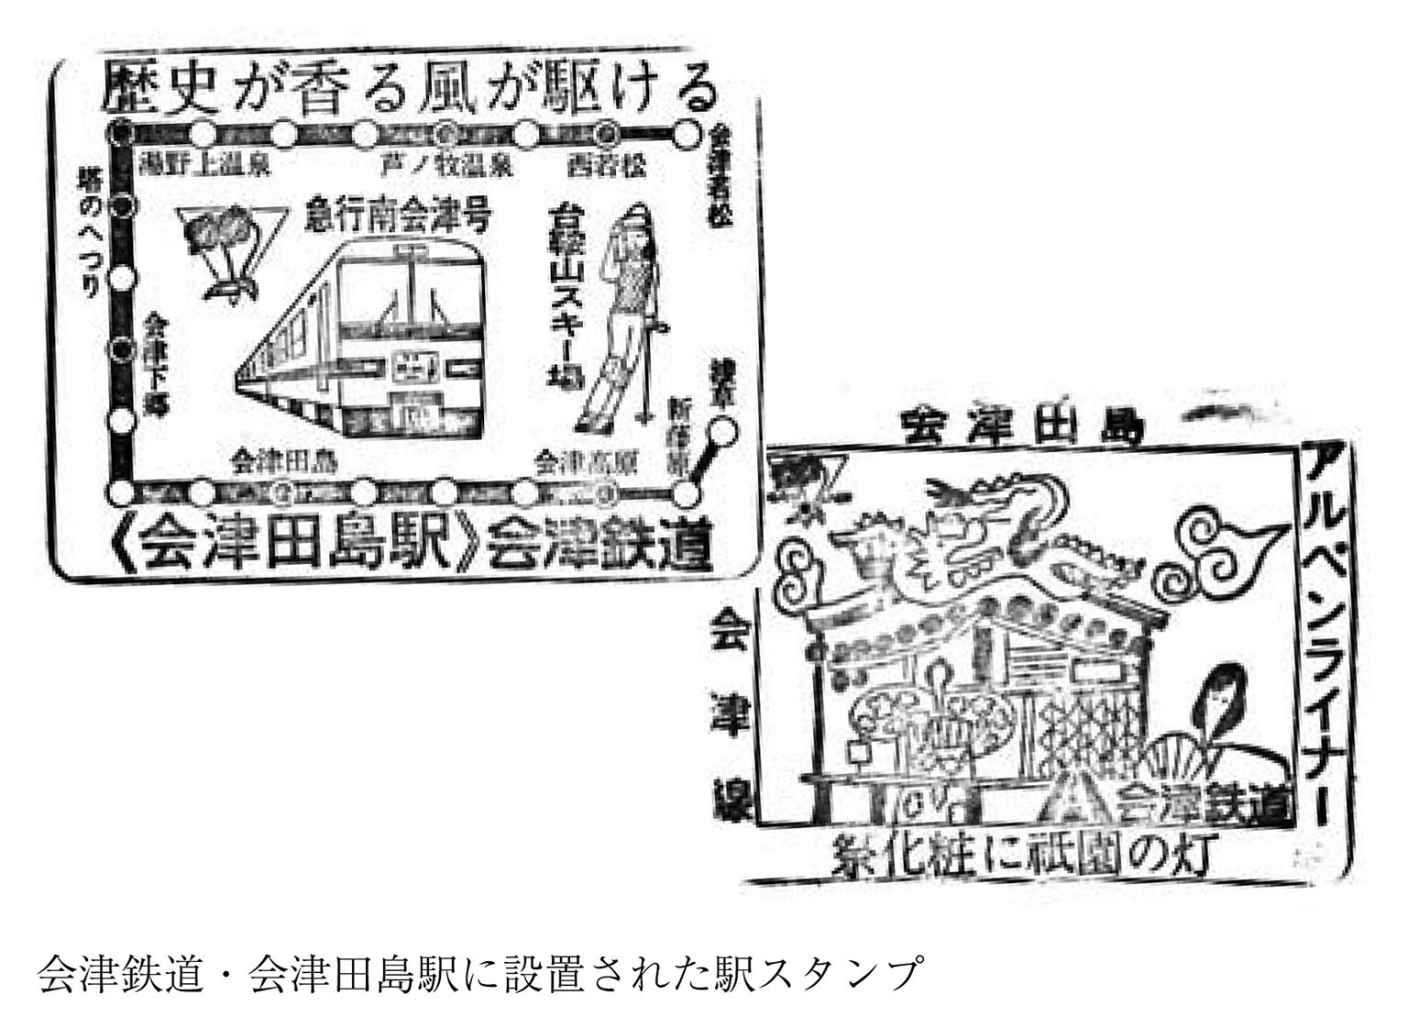 歴史が香る風が駆ける
湯野上温泉
芦ノ牧温泉
西若松
会津若松
塔のへつり
急行南会津号
台鞍山スキー場
会津下郷
浅草
新藤原
会津田島
会津高原
《会津田島駅》会津鉄道
会津田島
アルペンライナー
会津線
会津鉄道
祭化粧に祇園の灯
会津鉄道・会津田島駅に設置された駅スタンプ